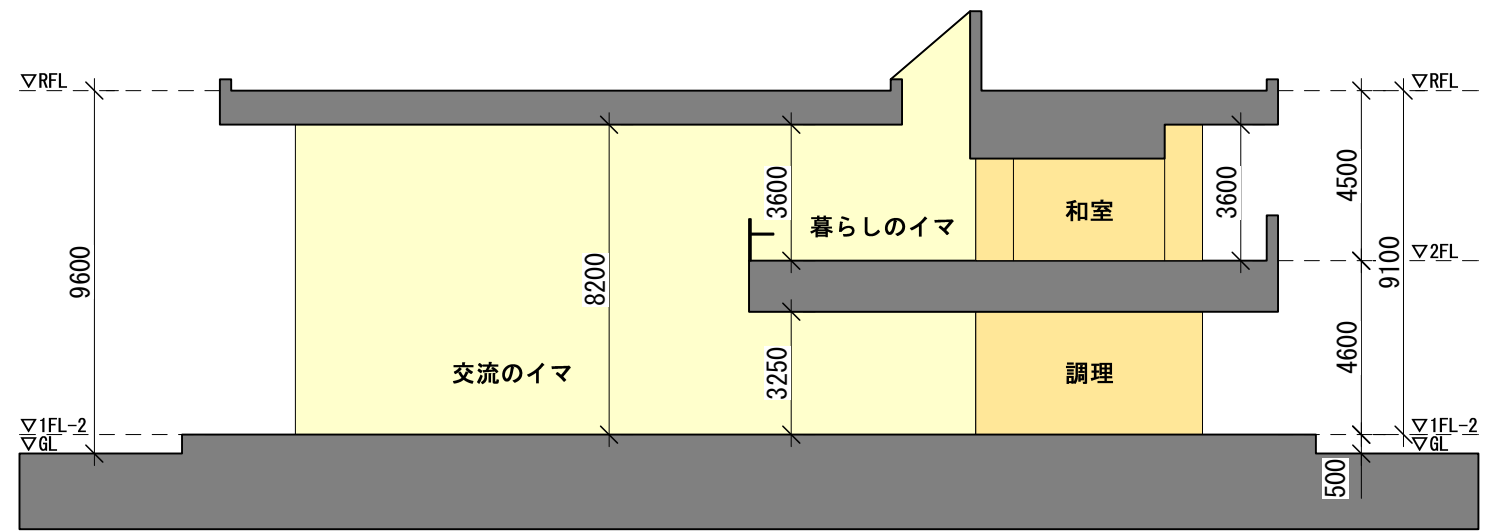 ▽RFL
▽RFL
3600
3600
4500
暮らしのイマ
和室
▽2FL
9600
8200
9100
3250
4600
交流のイマ
調理
▽1FL-2
▽GL
▽1FL-2
▽GL
500